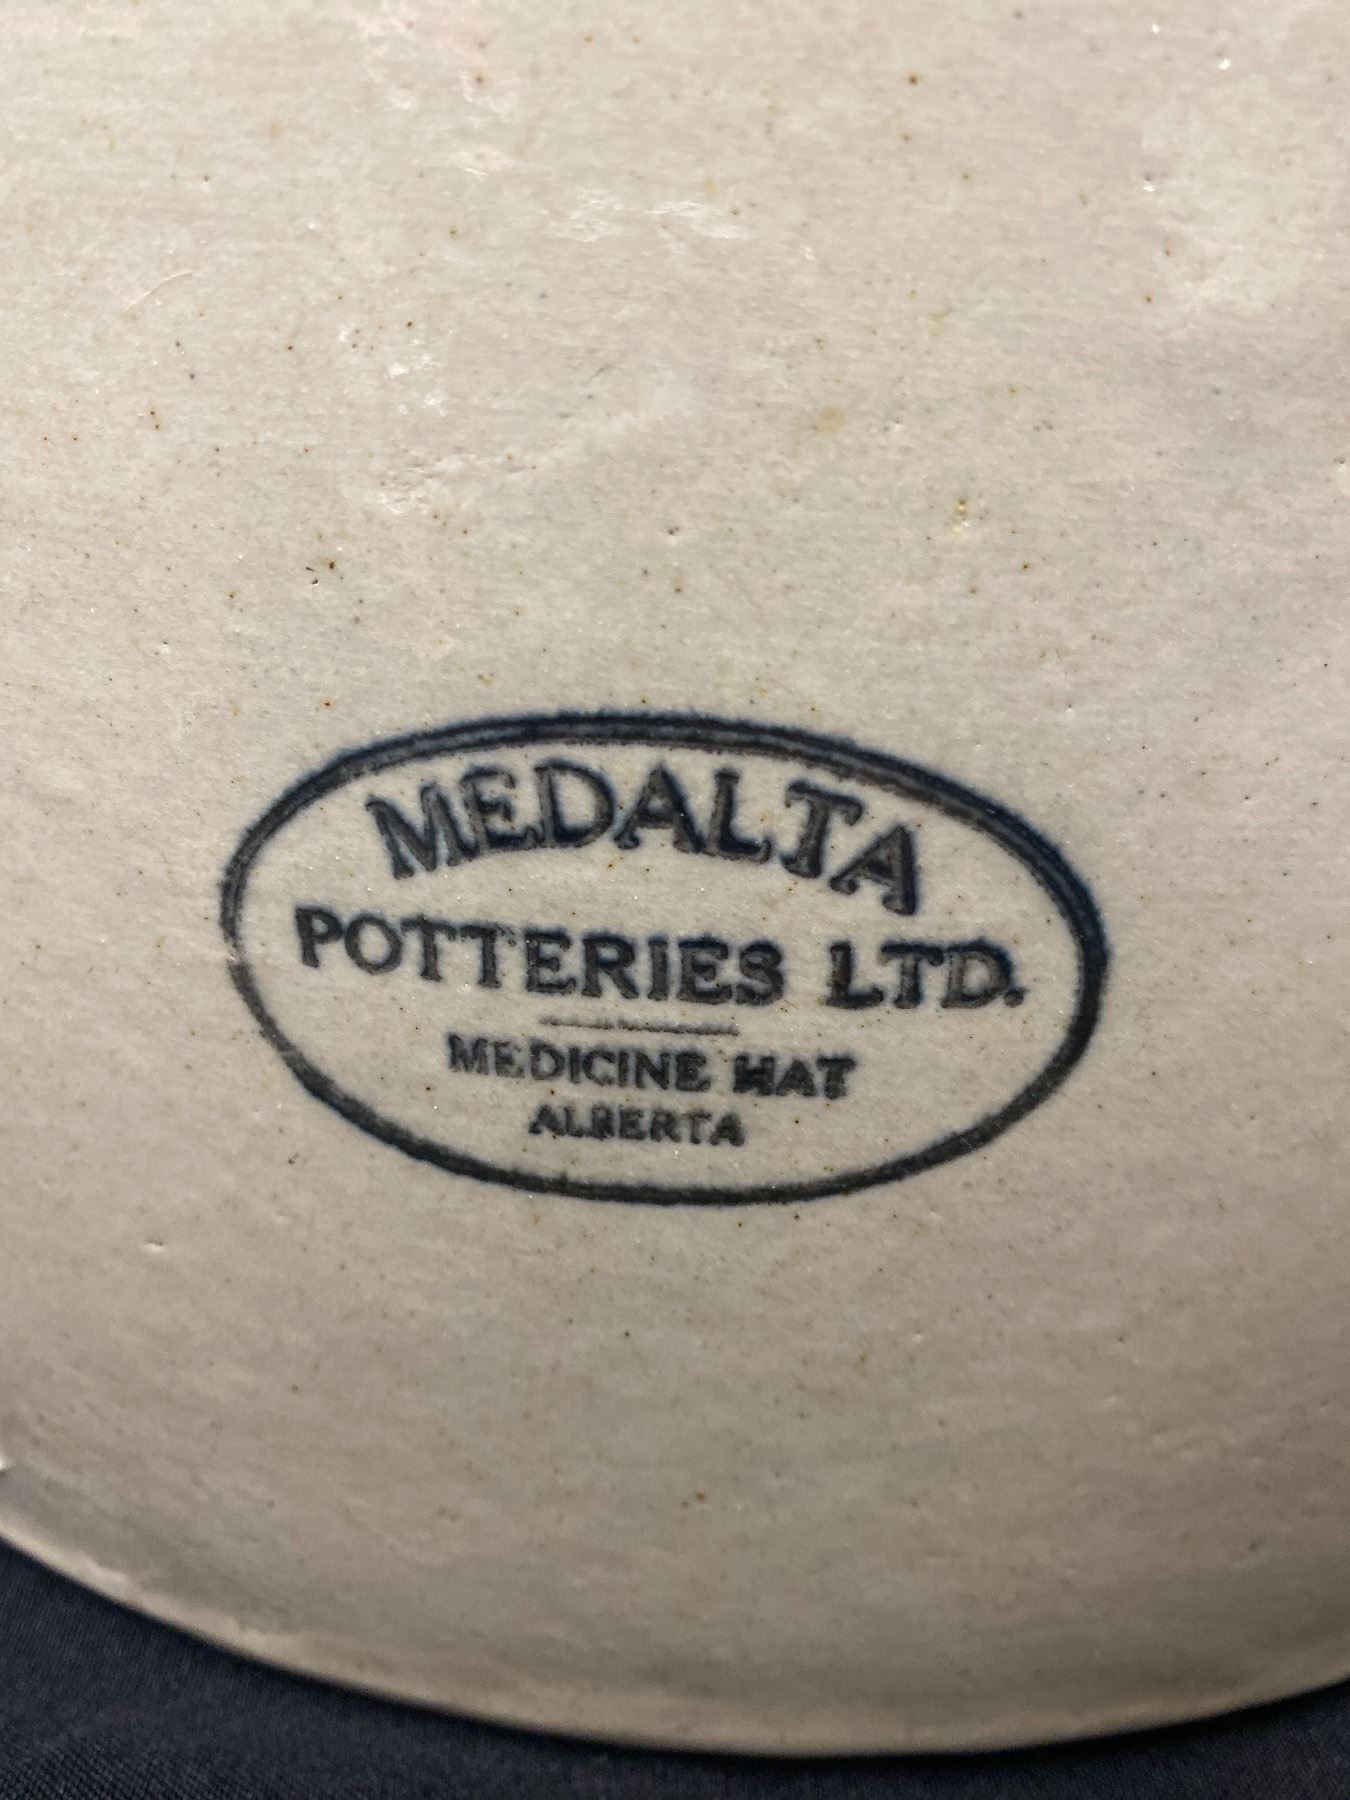 MEDALTA
POTTERIES LTD.
MEDICINE HAT
ALBERTA